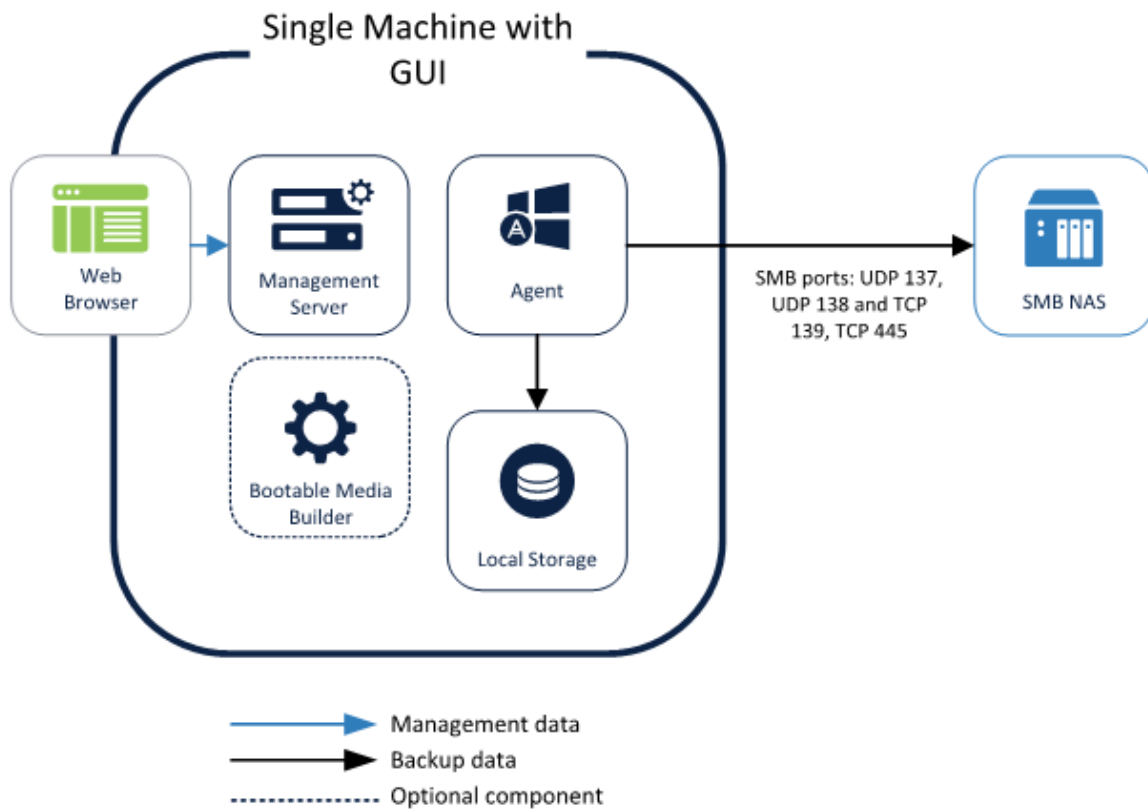 Single Machine with
GUI
Web
Browser
Management
Server
Agent
SMB ports: UDP 137,
UDP 138 and TCP
139, TCP 445
SMB NAS
Bootable Media
Builder
Local Storage
Management data
Backup data
Optional component